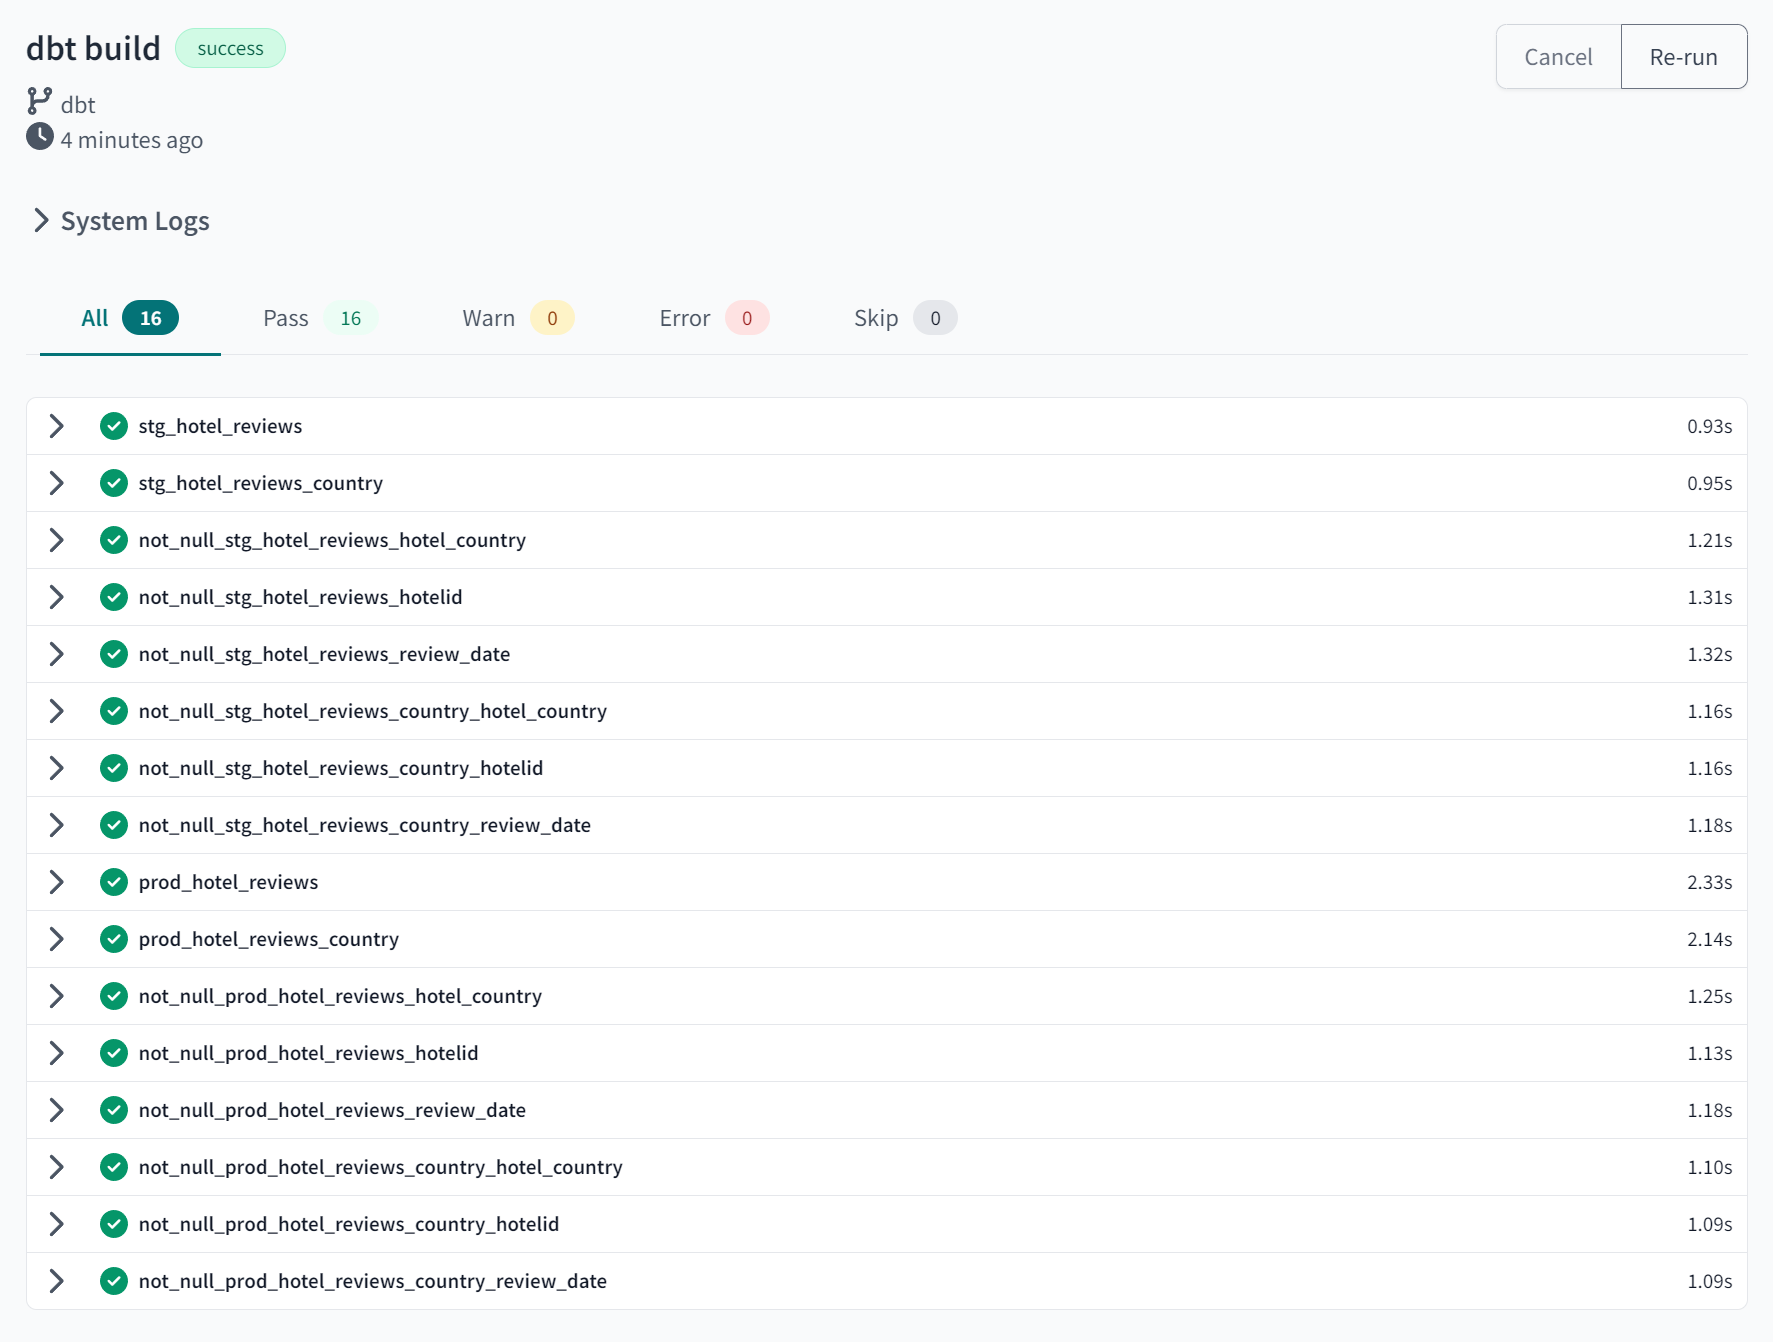 dbt build success
Cancel Re-run
dbt
4 minutes ago
System Logs
All 16 Pass 16 Warn 0 Error 0 Skip 0
stg_hotel_reviews 0.93s
stg_hotel_reviews_country 0.95s
not_null_stg_hotel_reviews_hotel_country 1.21s
not_null_stg_hotel_reviews_hotelid 1.31s
not_null_stg_hotel_reviews_review_date 1.32s
not_null_stg_hotel_reviews_country_hotel_country 1.16s
not_null_stg_hotel_reviews_country_hotelid 1.16s
not_null_stg_hotel_reviews_country_review_date 1.18s
prod_hotel_reviews 2.33s
prod_hotel_reviews_country 2.14s
not_null_prod_hotel_reviews_hotel_country 1.25s
not_null_prod_hotel_reviews_hotelid 1.13s
not_null_prod_hotel_reviews_review_date 1.18s
not_null_prod_hotel_reviews_country_hotel_country 1.10s
not_null_prod_hotel_reviews_country_hotelid 1.09s
not_null_prod_hotel_reviews_country_review_date 1.09s